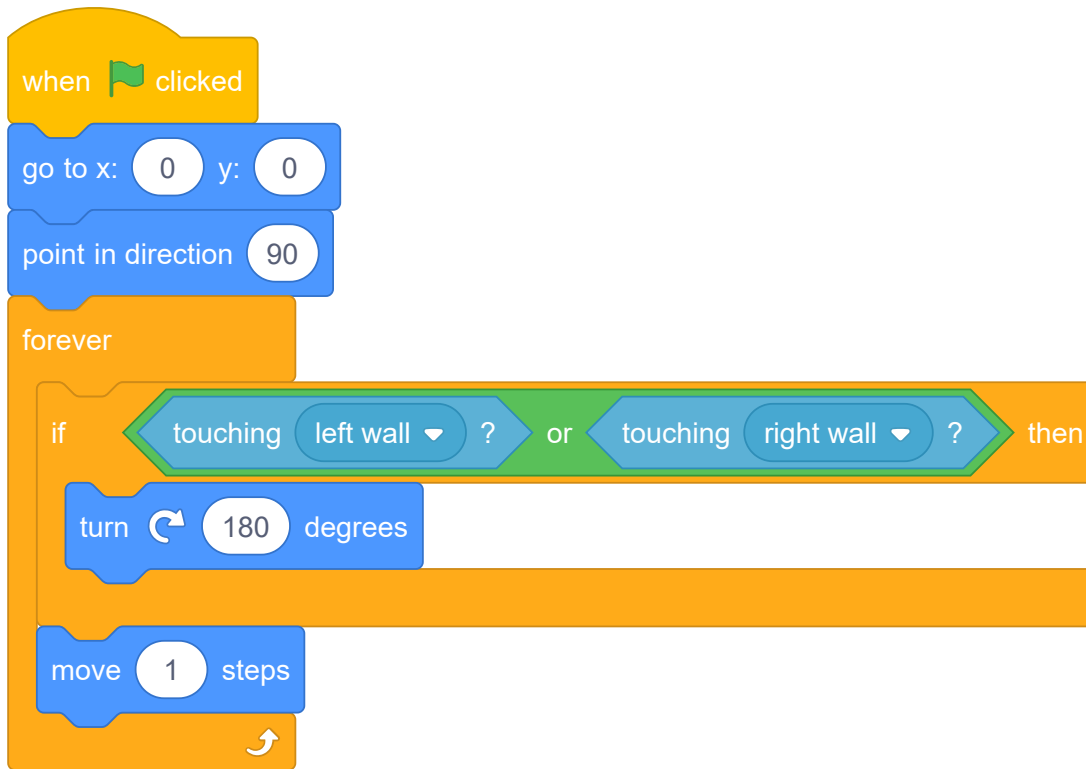 when clicked
go to x: 0 y: 0
point in direction 90
forever
if touching left wall ? or touching right wall ? then
turn 180 degrees
move 1 steps